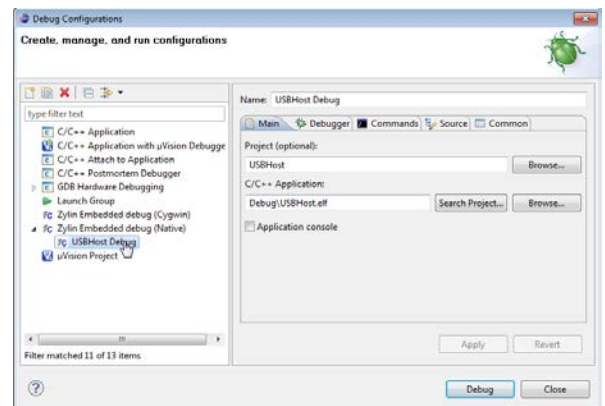 Debug Configurations
Create, manage, and run configurations
type filter text
C/C++ Application
C/C++ Application with µVision Debugge
C/C++ Attach to Application
C/C++ Postmortem Debugger
GDB Hardware Debugging
Launch Group
Zylin Embedded debug (Cygwin)
Zylin Embedded debug (Native)
USBHost Debug
µVision Project
Filter matched 11 of 13 items
Name: USBHost Debug
Main Debugger Commands Source Common
Project (optional):
USBHost Browse...
C/C++ Application:
Debug\USBHost.elf Search Project... Browse...
Application console
Apply Revert
Debug Close